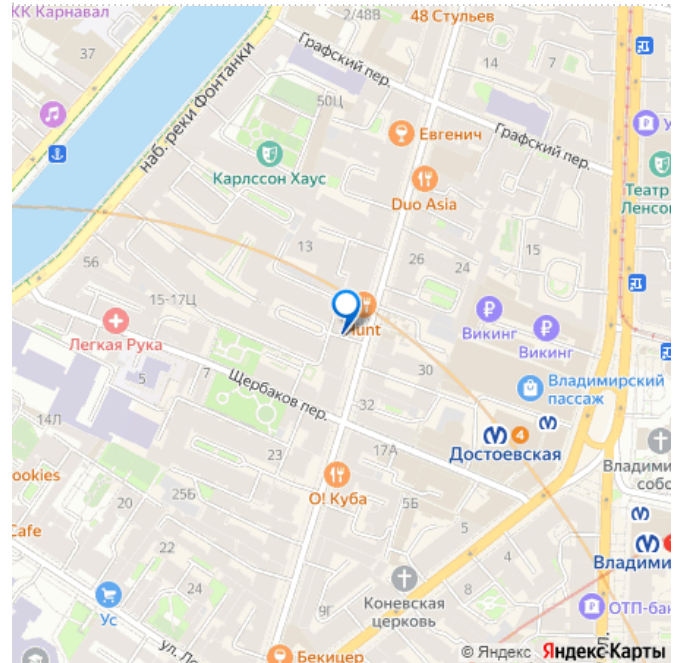 КК Карнавал
2/48В
48 Стульев
37
Графский пер.
14
7
50Ц
наб. реки Фонтанки
Евгенич
Графский пер.
Карлссон Хаус
Duo Asia
Театр
Ленсо
13
15
26
24
56
15-17Ц
Hunt
Викинг
Викинг
Легкая Рука
5
7
30
Щербаков пер.
Владимирский
пассаж
32
14Л
17А
4
Достоевская
23
Владими
собо
ookies
О! Куба
25Б
20
5Б
Cafe
5
22
Владими
24
8
Коневская
церковь
Ус
9Г
ОТП-бан
ул. Ло
Бекицер
© Яндекс Яндекс Карты